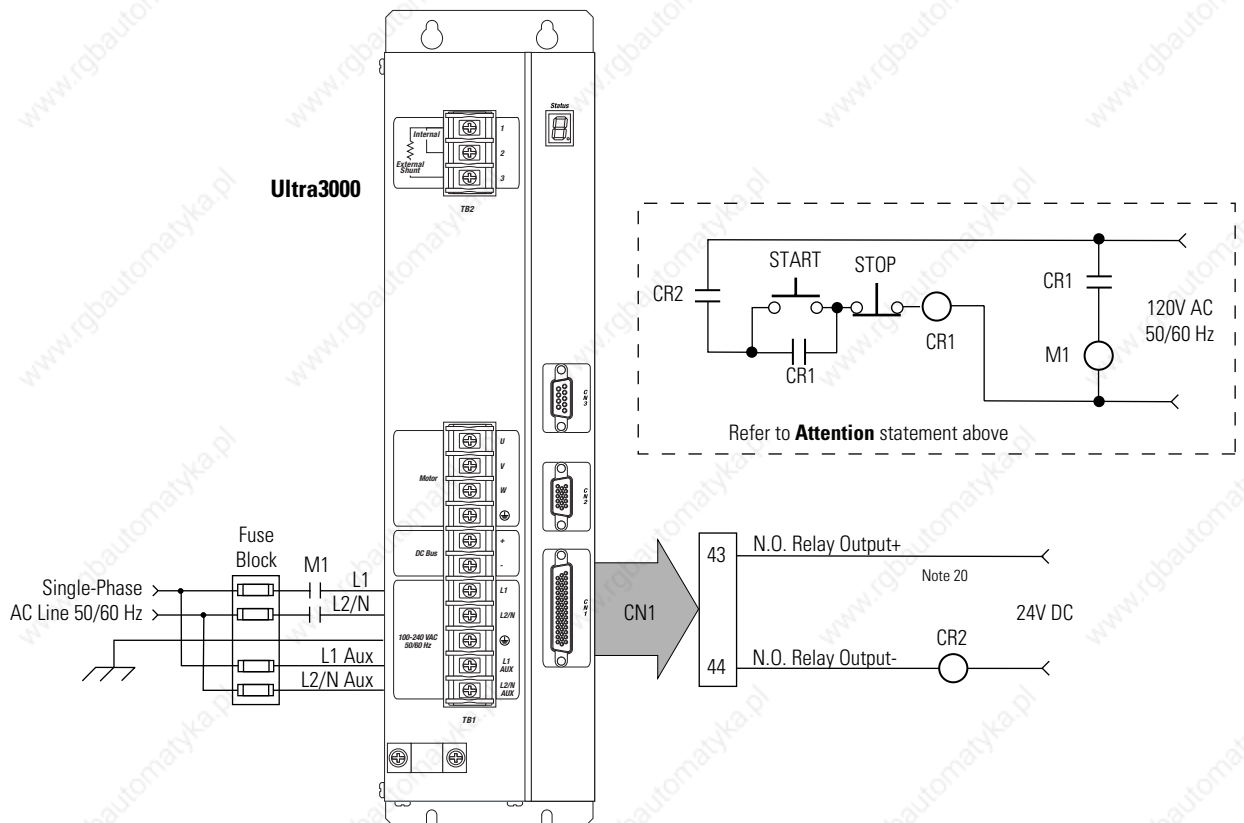 Ultra3000
Status
Internal
External
Shunt
1
2
3
TB2
START
STOP
CR2
CR1
CR1
CR1
M1
120V AC
50/60 Hz
Refer to Attention statement above
CN3
CN2
CN1
Motor
U
V
W
DC Bus
+
-
100-240 VAC
50/60 Hz
L1
L2/N
L1
AUX
L2/N
AUX
TB1
Fuse
Block
M1
L1
L2/N
Single-Phase
AC Line 50/60 Hz
L1 Aux
L2/N Aux
CN1
43
N.O. Relay Output+
Note 20
24V DC
CR2
44
N.O. Relay Output-
www.rgbautomatyka.pl